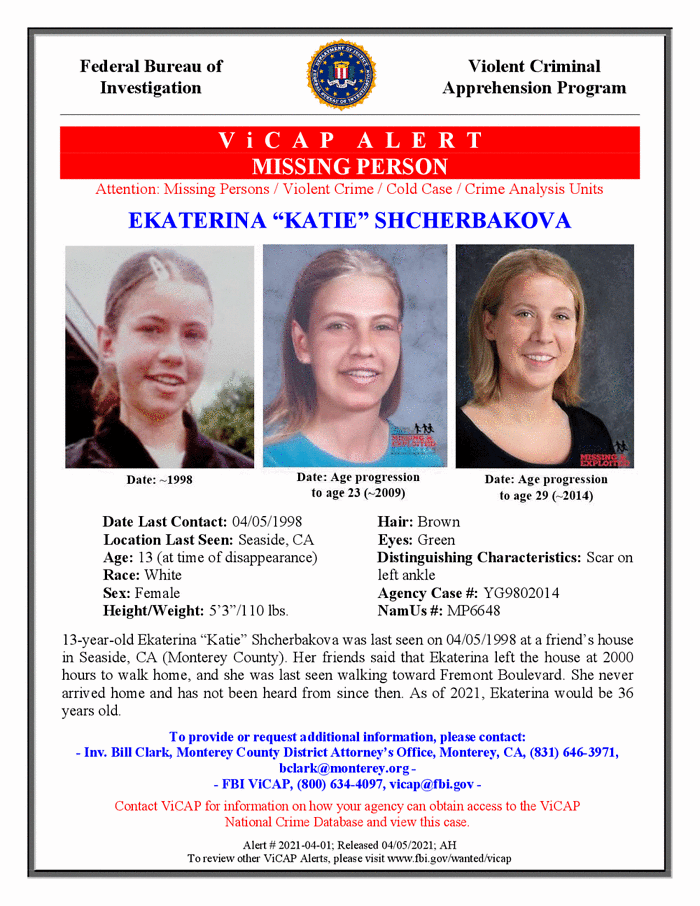 Federal Bureau of
Investigation
Violent Criminal
Apprehension Program
ViCAP ALERT
MISSING PERSON
Attention: Missing Persons / Violent Crime / Cold Case / Crime Analysis Units
EKATERINA “KATIE” SHCHERBAKOVA
MISSING &
EXPLOITED
MISSING &
EXPLOITED
Date: ~1998
Date: Age progression
to age 23 (~2009)
Date: Age progression
to age 29 (~2014)
Date Last Contact: 04/05/1998
Location Last Seen: Seaside, CA
Age: 13 (at time of disappearance)
Race: White
Sex: Female
Height/Weight: 5’3”/110 lbs.
Hair: Brown
Eyes: Green
Distinguishing Characteristics: Scar on
left ankle
Agency Case #: YG9802014
NamUs #: MP6648
13-year-old Ekaterina “Katie” Shcherbakova was last seen on 04/05/1998 at a friend’s house
in Seaside, CA (Monterey County). Her friends said that Ekaterina left the house at 2000
hours to walk home, and she was last seen walking toward Fremont Boulevard. She never
arrived home and has not been heard from since then. As of 2021, Ekaterina would be 36
years old.
To provide or request additional information, please contact:
- Inv. Bill Clark, Monterey County District Attorney’s Office, Monterey, CA, (831) 646-3971,
bclark@monterey.org -
- FBI ViCAP, (800) 634-4097, vicap@fbi.gov -
Contact ViCAP for information on how your agency can obtain access to the ViCAP
National Crime Database and view this case.
Alert # 2021-04-01; Released 04/05/2021; AH
To review other ViCAP Alerts, please visit www.fbi.gov/wanted/vicap